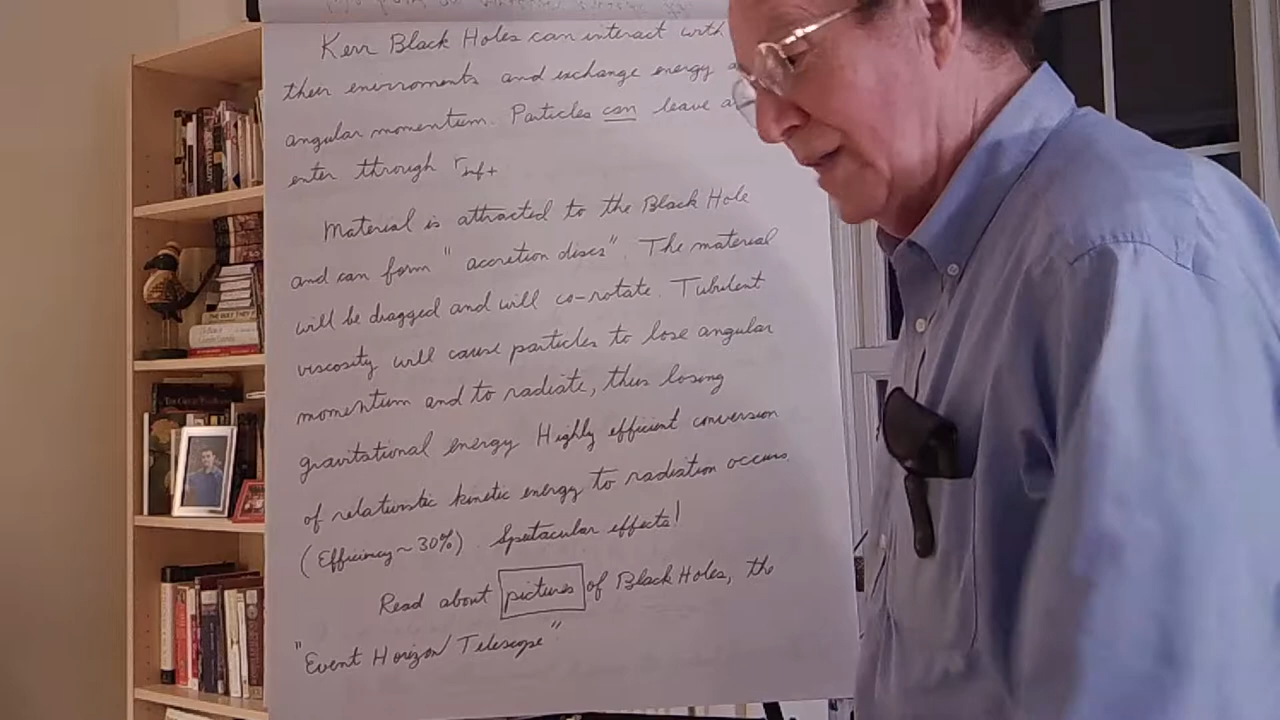 Kerr Black Holes can interact with
their enviroments and exchange energy
angular momentum. Particles can leave
enter through r inf+
Material is attracted to the Black Hole
and can form "accretion discs". The material
will be dragged and will co-rotate. Tubulent
viscosity will cause particles to lose angular
momentum and to radiate, thus losing
gravitational energy Highly efficient conversion
of relativistic kinetic energy to radiation occurs
(Efficiency ~ 30%). Spectacular effects!
Read about pictures of Black Holes, the
"Event Horizon Telescope"